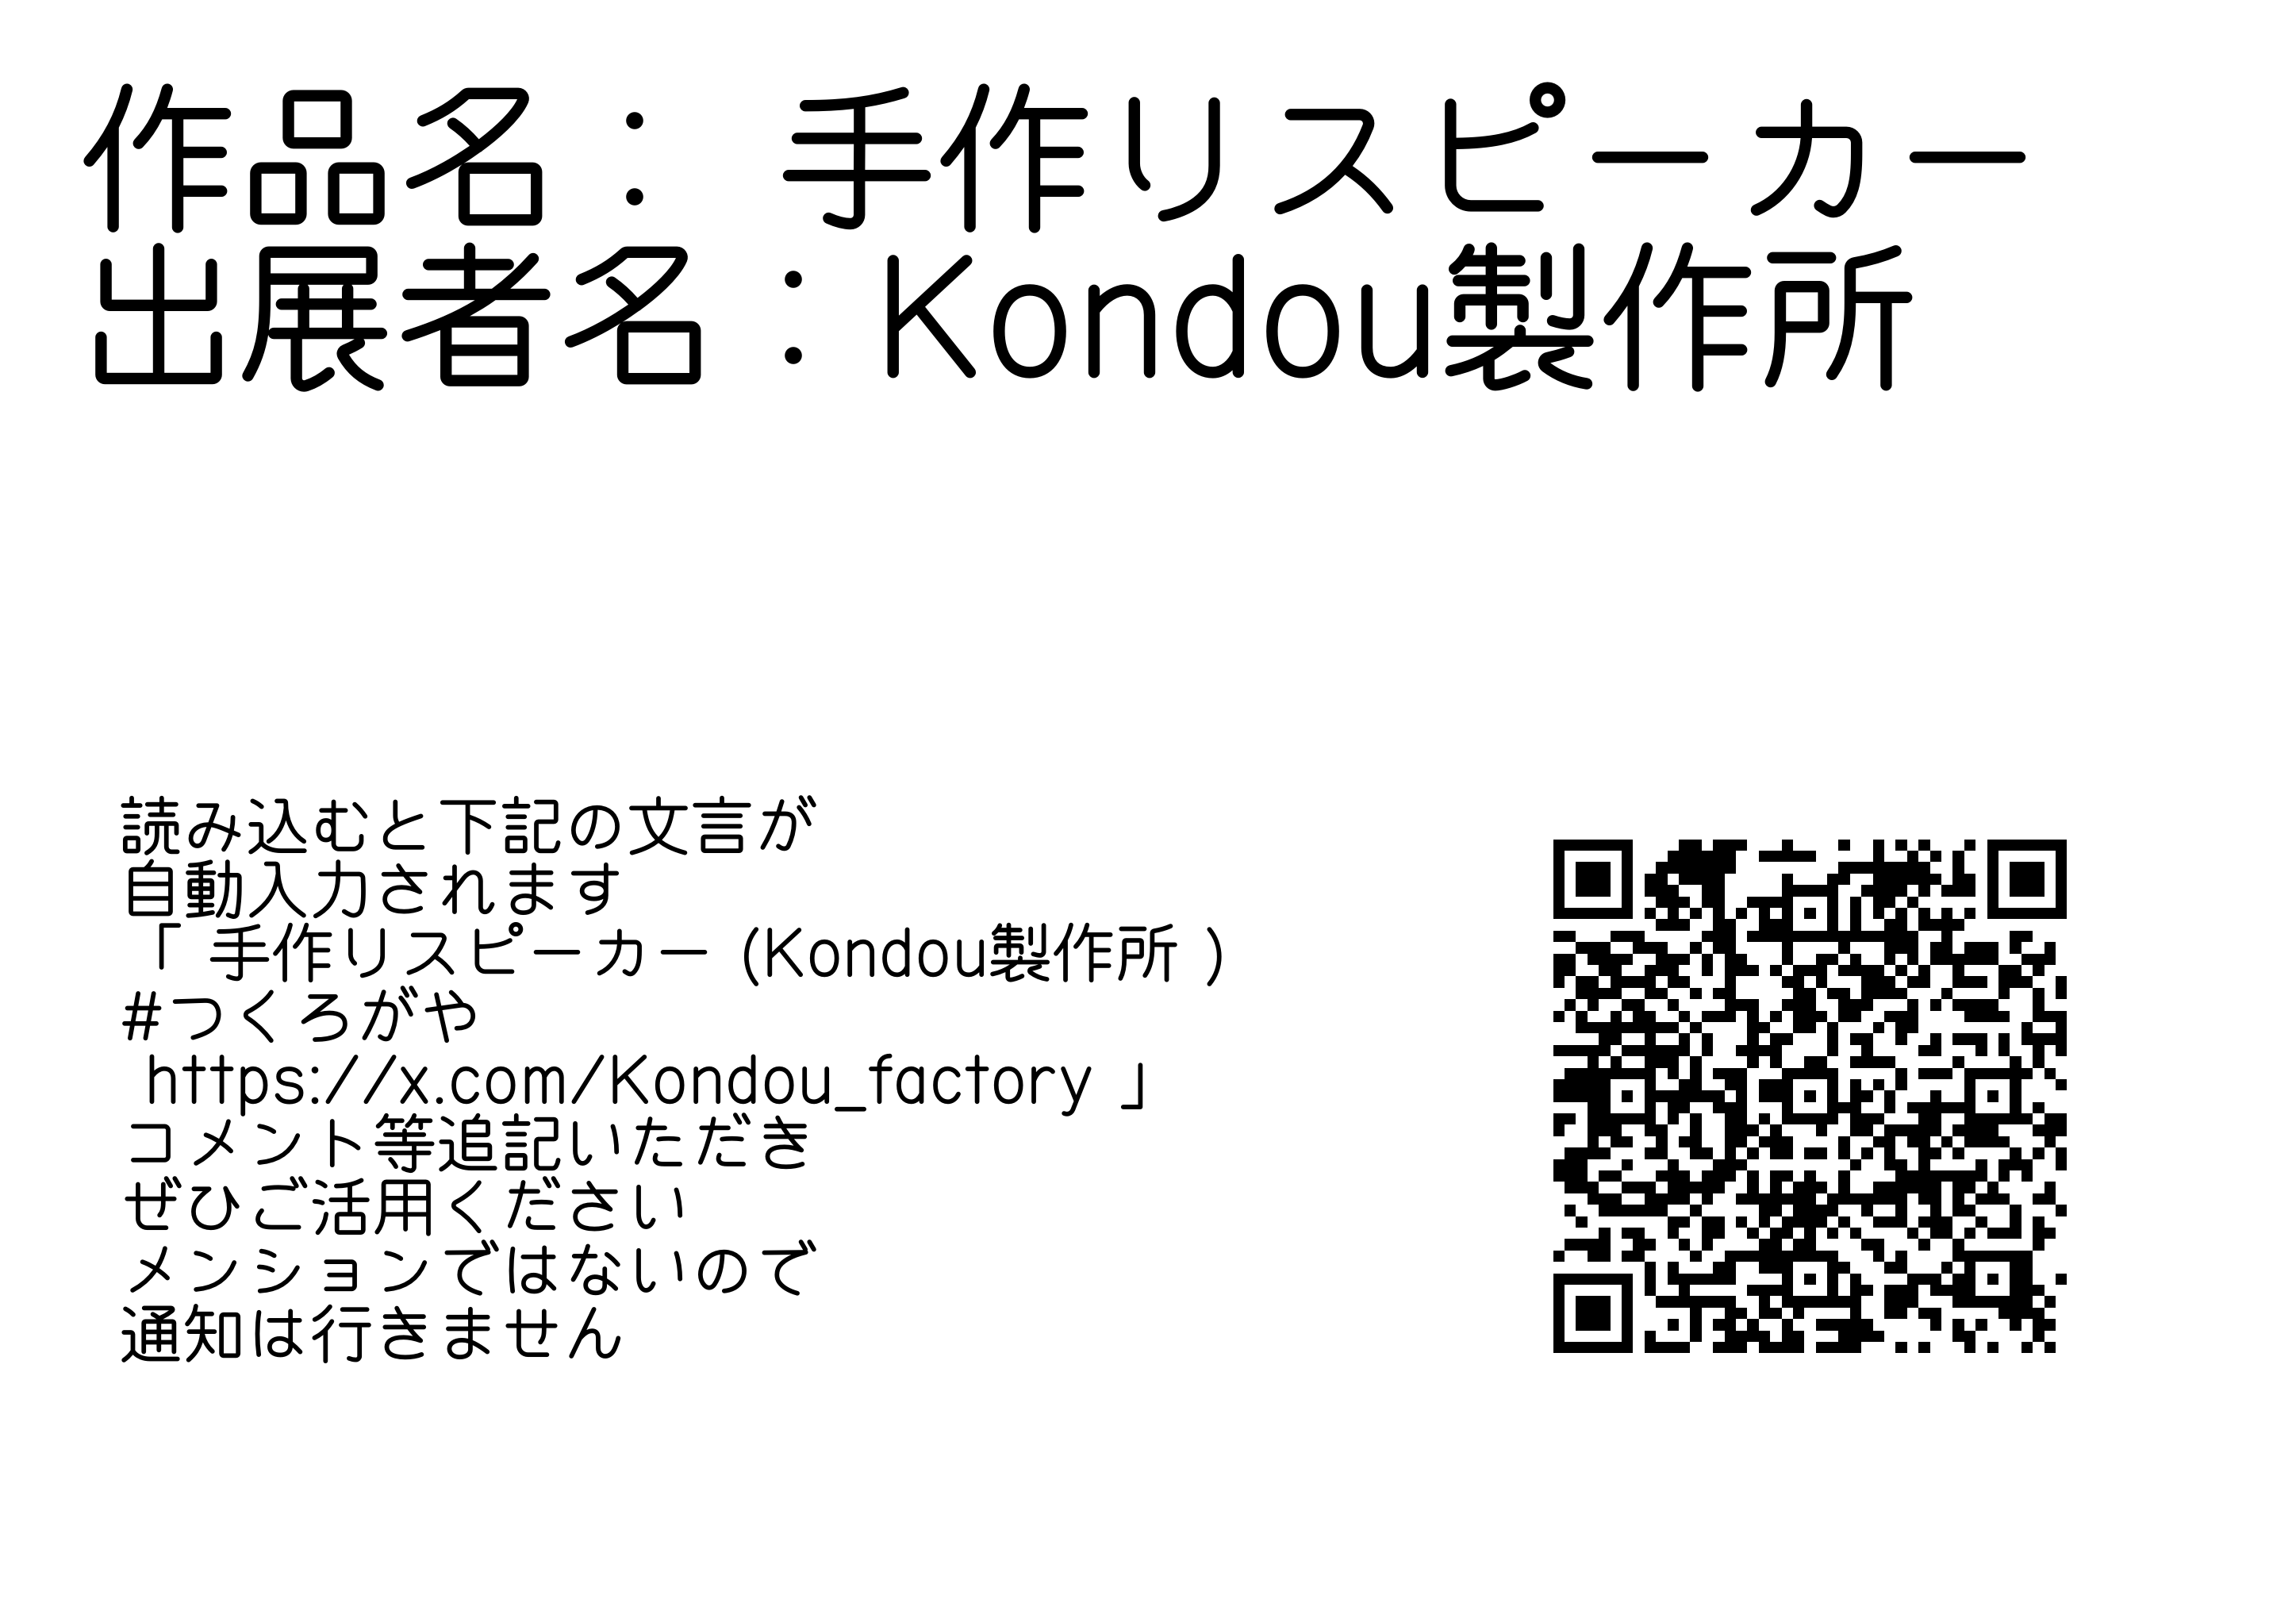 作品名： 手作リスピーカー
出展者名：Kondou製作所
読み込むと下記の文言が
自動入力されます
「 手作リスピーカー (Kondou製作所 )
#つくろがや
https://x.com/Kondou_factory 」
コメント等追記いただき
ぜひご活用ください
メンションではないので
通知は行きません